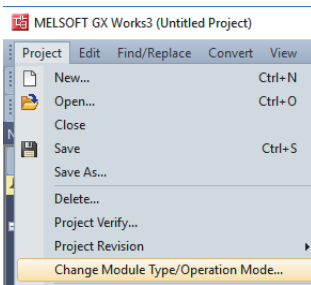 MELSOFT GX Works3 (Untitled Project)
Project Edit Find/Replace Convert View
New... Ctrl+N
Open... Ctrl+O
Close
Save Ctrl+S
Save As...
Delete...
Project Verify...
Project Revision
Change Module Type/Operation Mode...